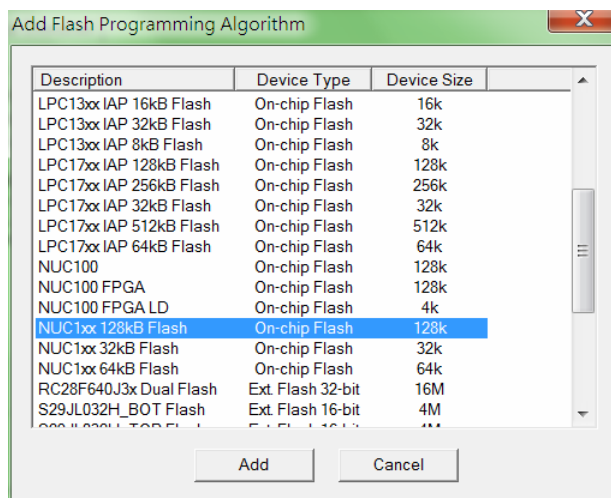 Add Flash Programming Algorithm
Description Device Type Device Size
LPC13xx IAP 16kB Flash On-chip Flash 16k
LPC13xx IAP 32kB Flash On-chip Flash 32k
LPC13xx IAP 8kB Flash On-chip Flash 8k
LPC17xx IAP 128kB Flash On-chip Flash 128k
LPC17xx IAP 256kB Flash On-chip Flash 256k
LPC17xx IAP 32kB Flash On-chip Flash 32k
LPC17xx IAP 512kB Flash On-chip Flash 512k
LPC17xx IAP 64kB Flash On-chip Flash 64k
NUC100 On-chip Flash 128k
NUC100 FPGA On-chip Flash 128k
NUC100 FPGA LD On-chip Flash 4k
NUC1xx 128kB Flash On-chip Flash 128k
NUC1xx 32kB Flash On-chip Flash 32k
NUC1xx 64kB Flash On-chip Flash 64k
RC28F640J3x Dual Flash Ext. Flash 32-bit 16M
S29JL032H_BOT Flash Ext. Flash 16-bit 4M
Add Cancel